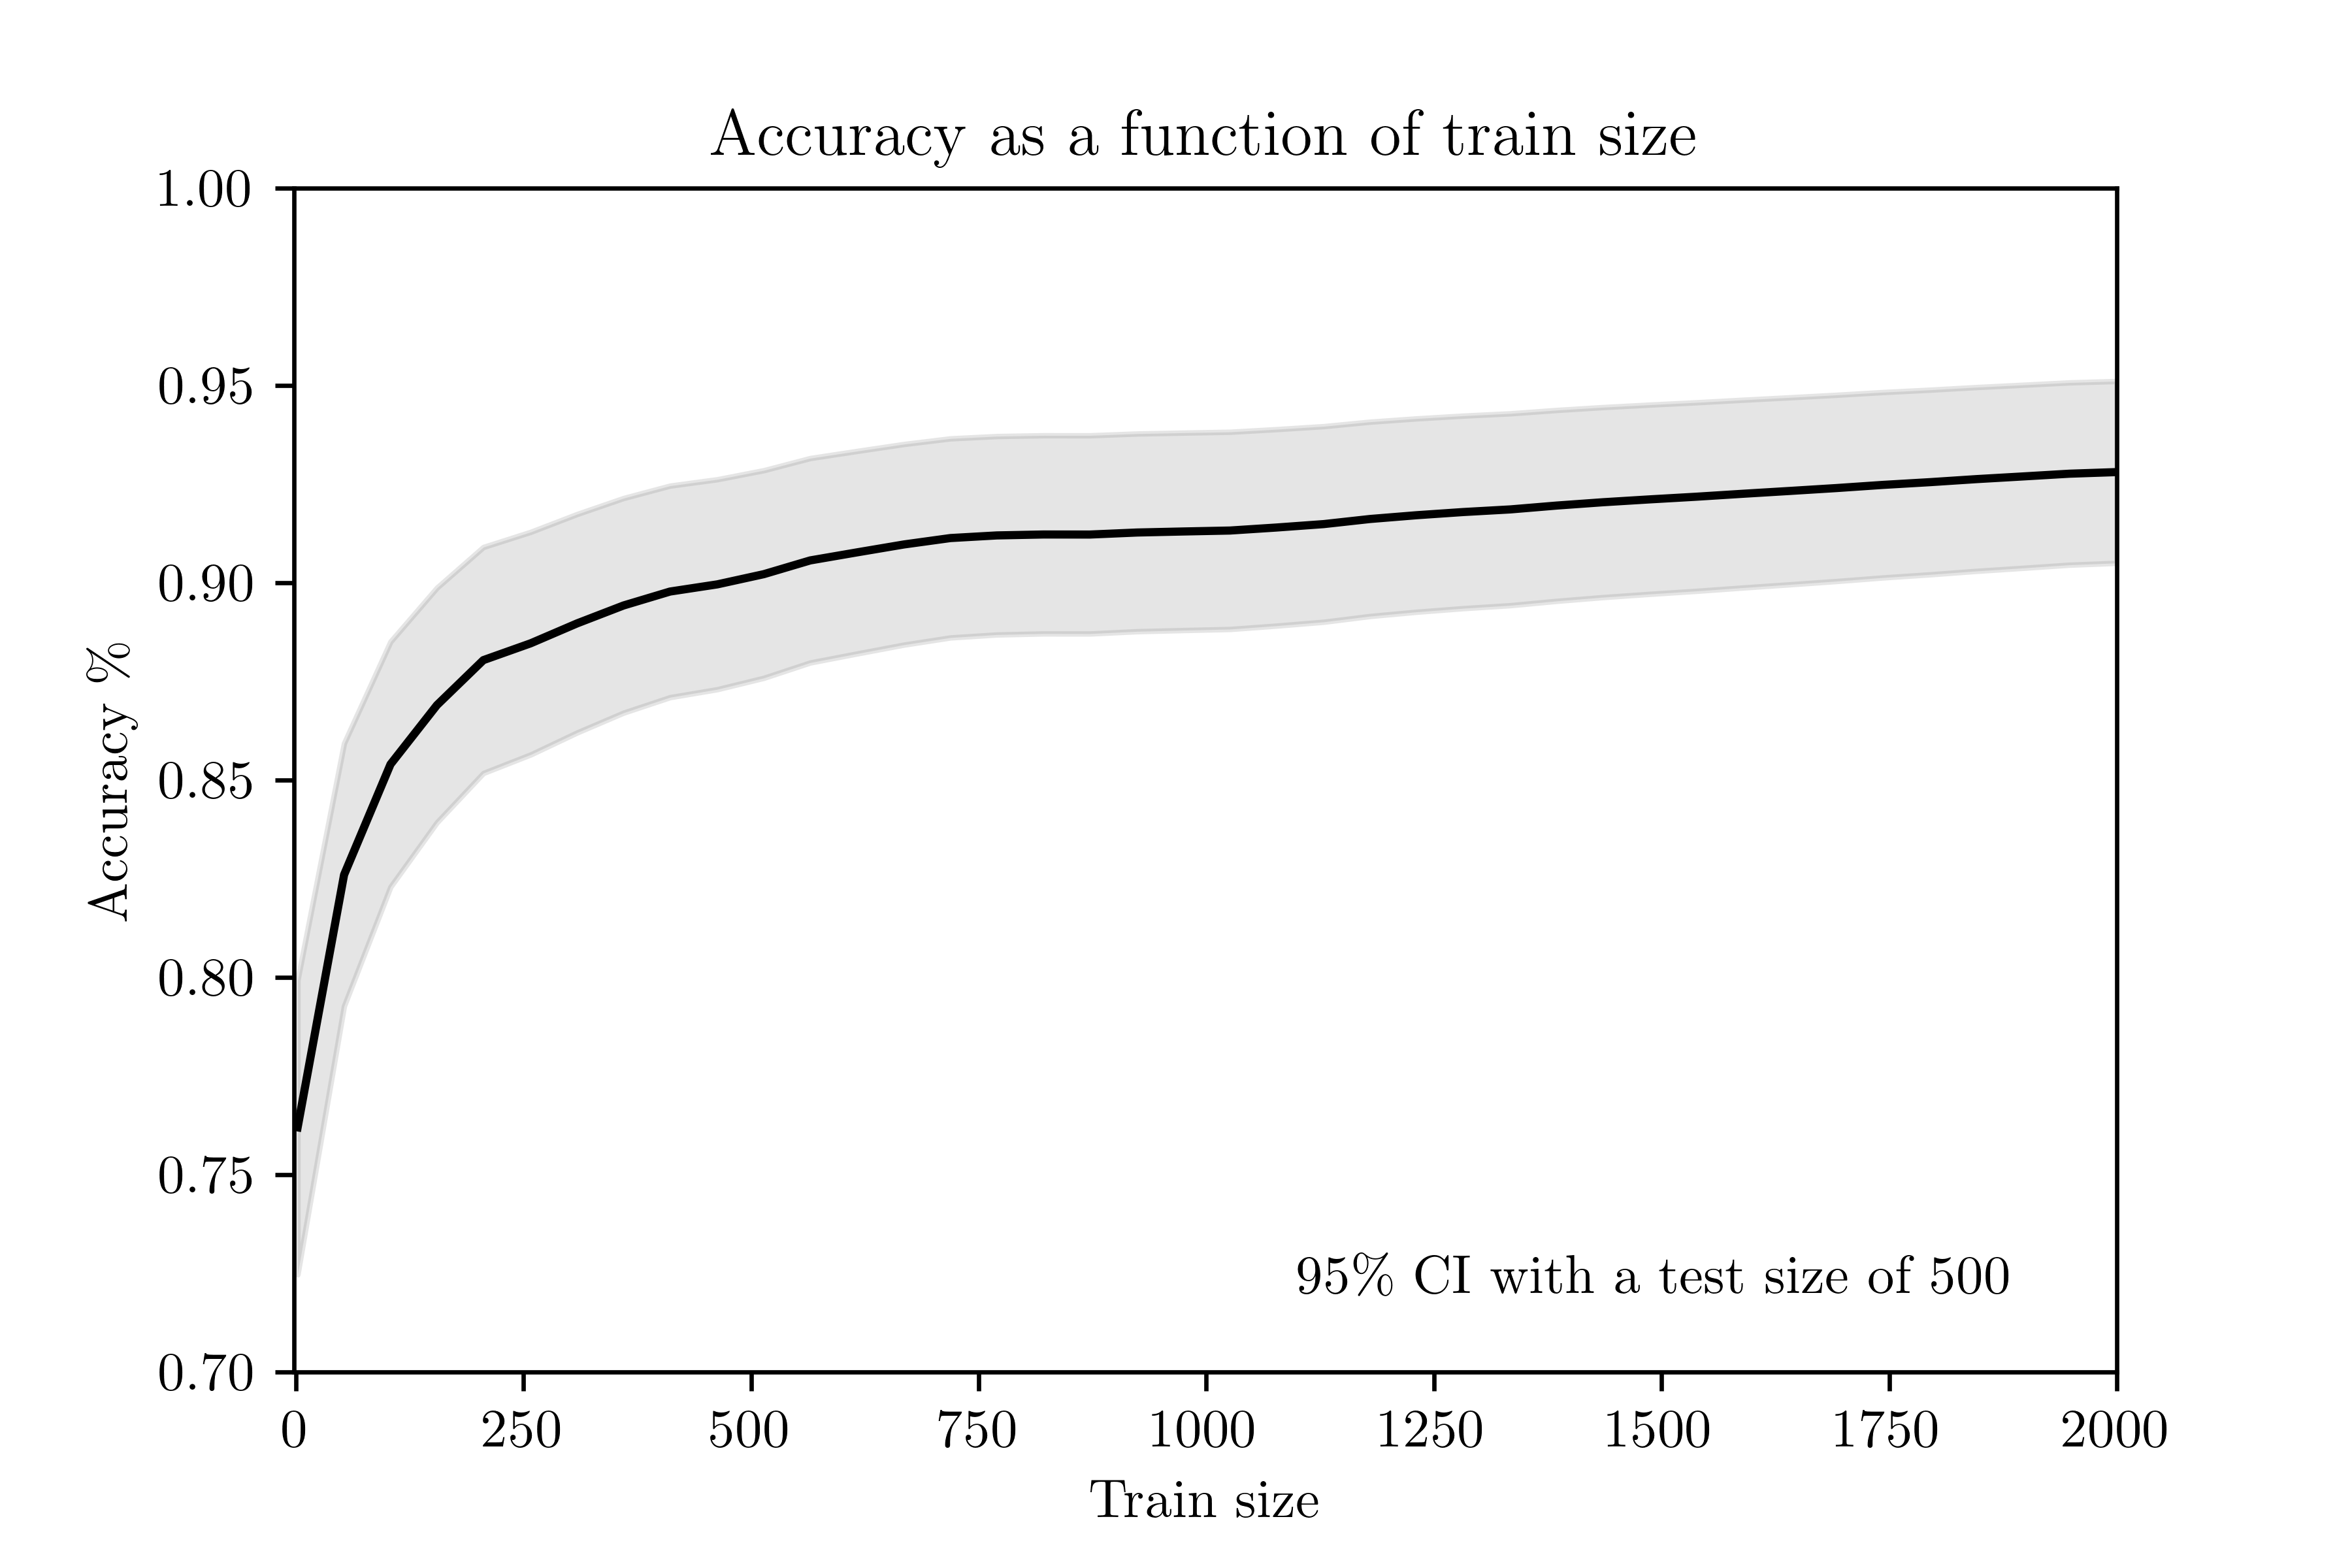 Accuracy as a function of train size
1.00
0.95
0.90
0.85
0.80
0.75
0.70
Accuracy %
95% CI with a test size of 500
0 250 500 750 1000 1250 1500 1750 2000
Train size